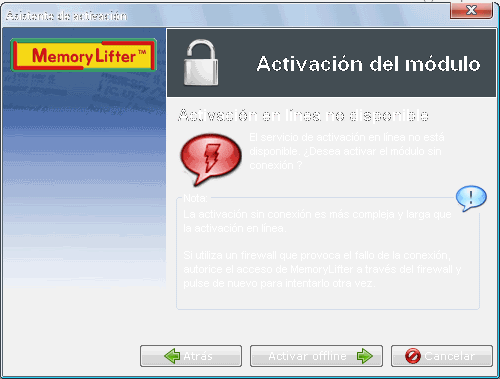 Asistente de activación
MemoryLifter™
Activación del módulo
Activación en línea no disponible
El servicio de activación en línea no está
disponible. ¿Desea activar el módulo sin
conexión ?
Nota:
La activación sin conexión es más compleja y larga que
la activación en línea.
Si utiliza un firewall que provoca el fallo de la conexión,
autorice el acceso de MemoryLifter a través del firewall y
pulse de nuevo para intentarlo otra vez.
Atrás
Activar offline
Cancelar